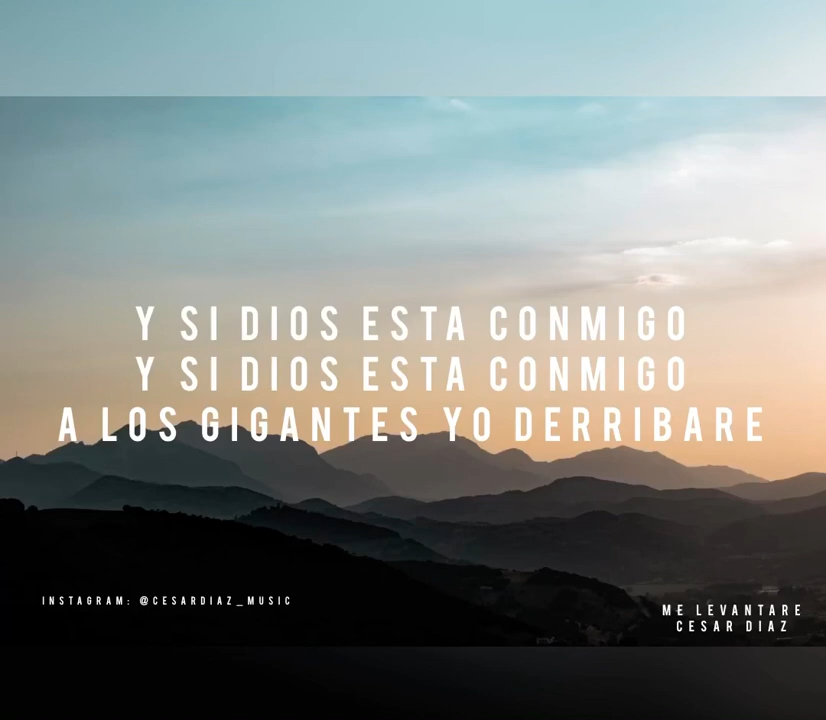 Y SI DIOS ESTA CONMIGO
Y SI DIOS ESTA CONMIGO
A LOS GIGANTES YO DERRIBARE
INSTAGRAM: @CESARDIAZ_MUSIC
ME LEVANTARE
CESAR DIAZ